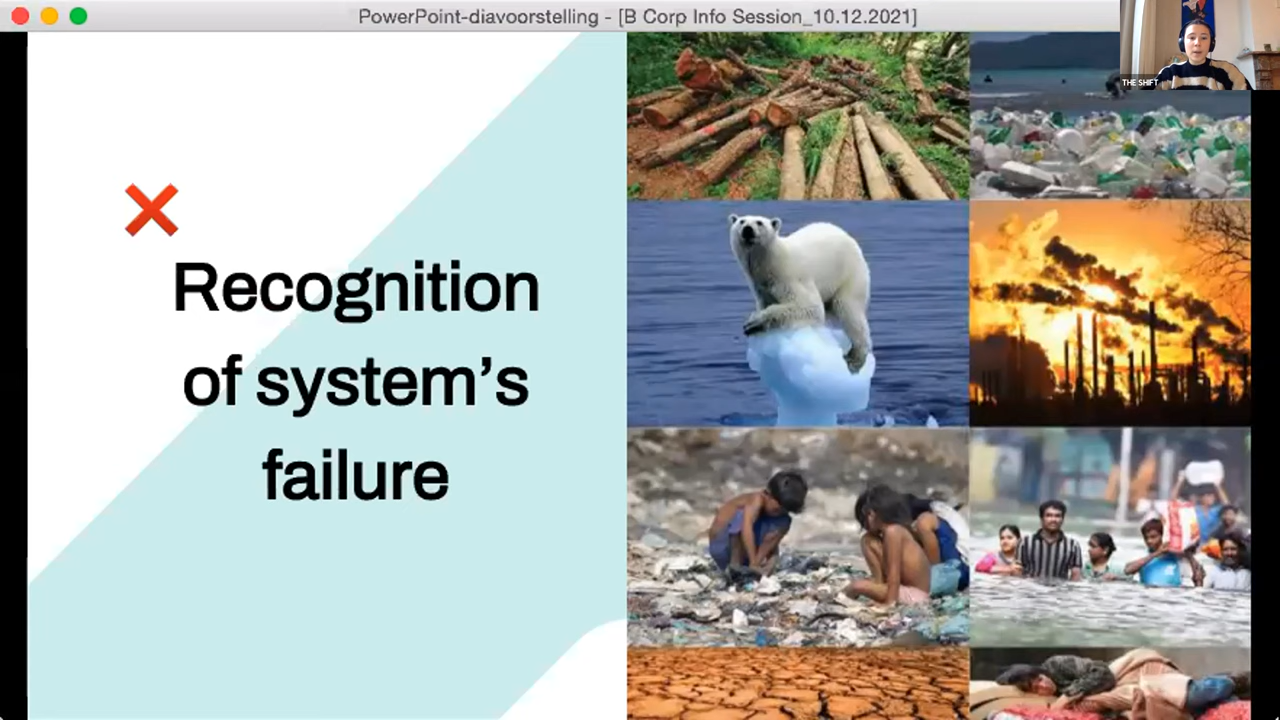 PowerPoint-diavoorstelling - [B Corp Info Session_10.12.2021]
THE SHIFT
Recognition
of system’s
failure